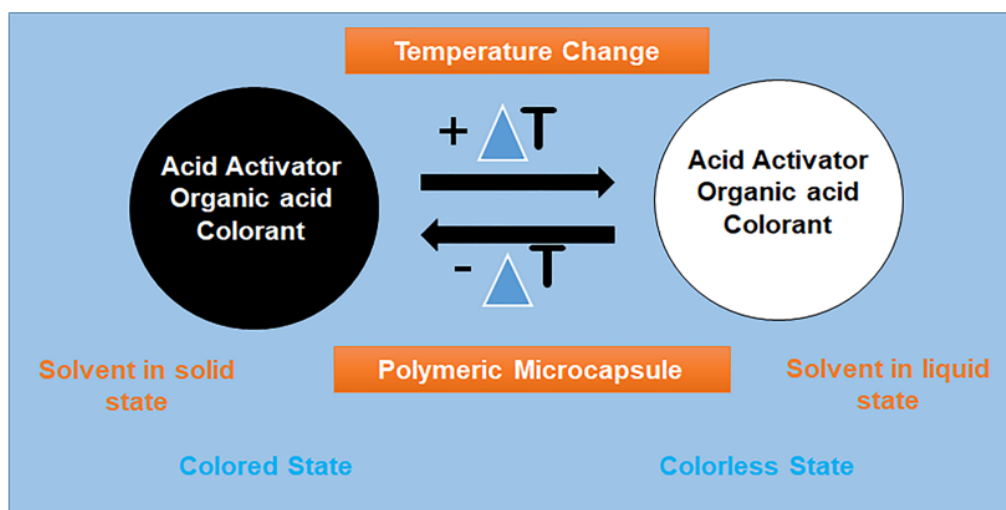 Temperature Change
Acid Activator
Organic acid
Colorant
+ ΔT
Acid Activator
Organic acid
Colorant
- ΔT
Solvent in solid
state
Polymeric Microcapsule
Solvent in liquid
state
Colored State
Colorless State